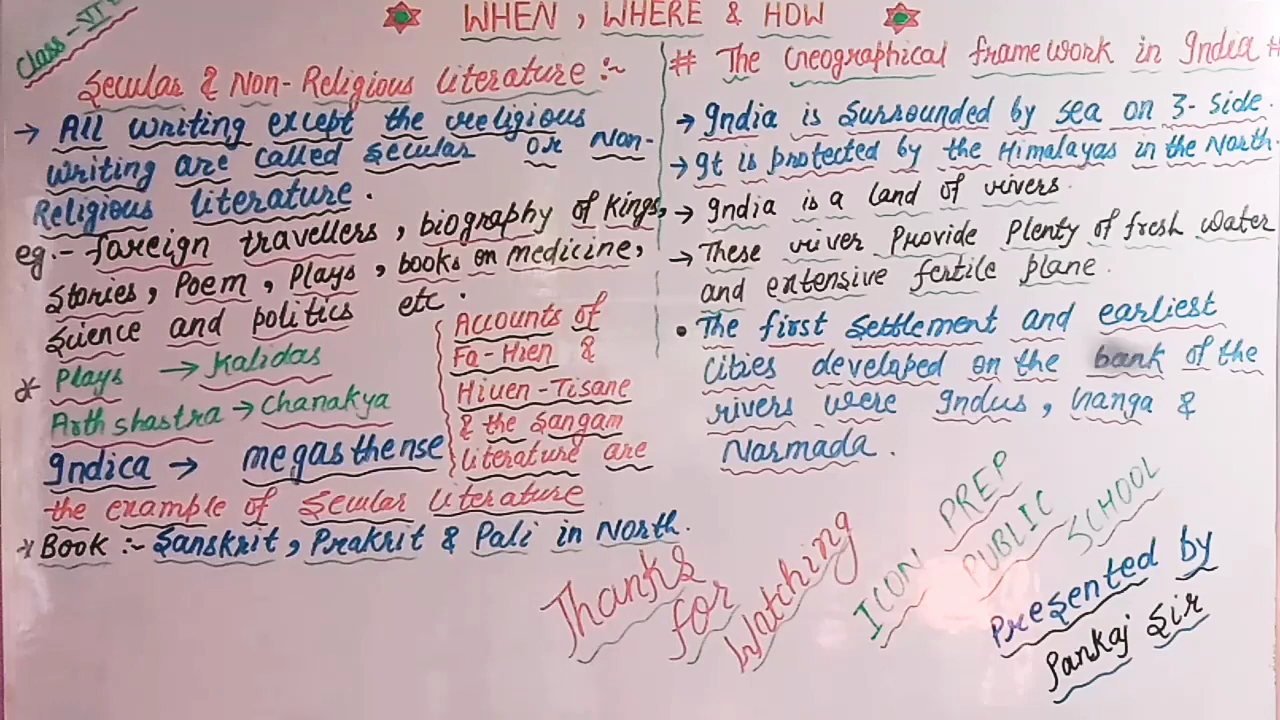 Class - VI
WHEN, WHERE & HOW
Secular & Non-Religious literature :-
→ All writing except the religious
writing are called secular or Non-
Religious literature.
eg.- foreign travellers, biography of Kings,
stories, Poem, Plays, books on medicine,
science and politics etc.
* Plays → Kalidas
Arthshastra → Chanakya
Indica → megasthense
Accounts of
Fa-Hien &
Hiuen-Tisane
& the Sangam
literature are
the example of Secular literature
* Book :- Sanskrit, Prakrit & Pali in North.
# The Geographical framework in India #
→ India is surrounded by sea on 3-side.
→ It is protected by the Himalayas in the North.
→ India is a land of rivers.
→ These river Provide Plenty of fresh water
and extensive fertile plane.
• The first Settlement and earliest
cities developed on the bank of the
rivers were Indus, Ganga &
Narmada.
Thanks
for
watching
ICON PREP
PUBLIC
SCHOOL
Presented by
Pankaj Sir